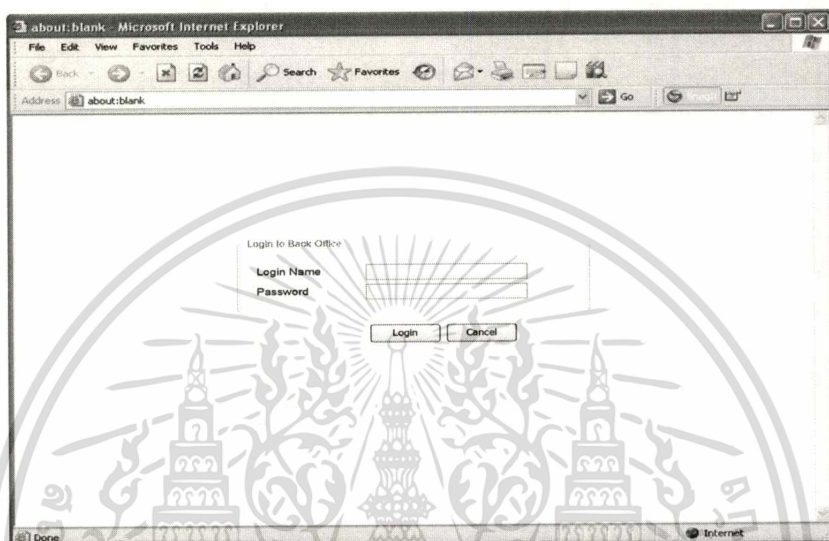 about:blank - Microsoft Internet Explorer
File Edit View Favorites Tools Help
Back Search Favorites
Address about:blank Go
Login to Back Office
Login Name
Password
Login Cancel
Done Internet